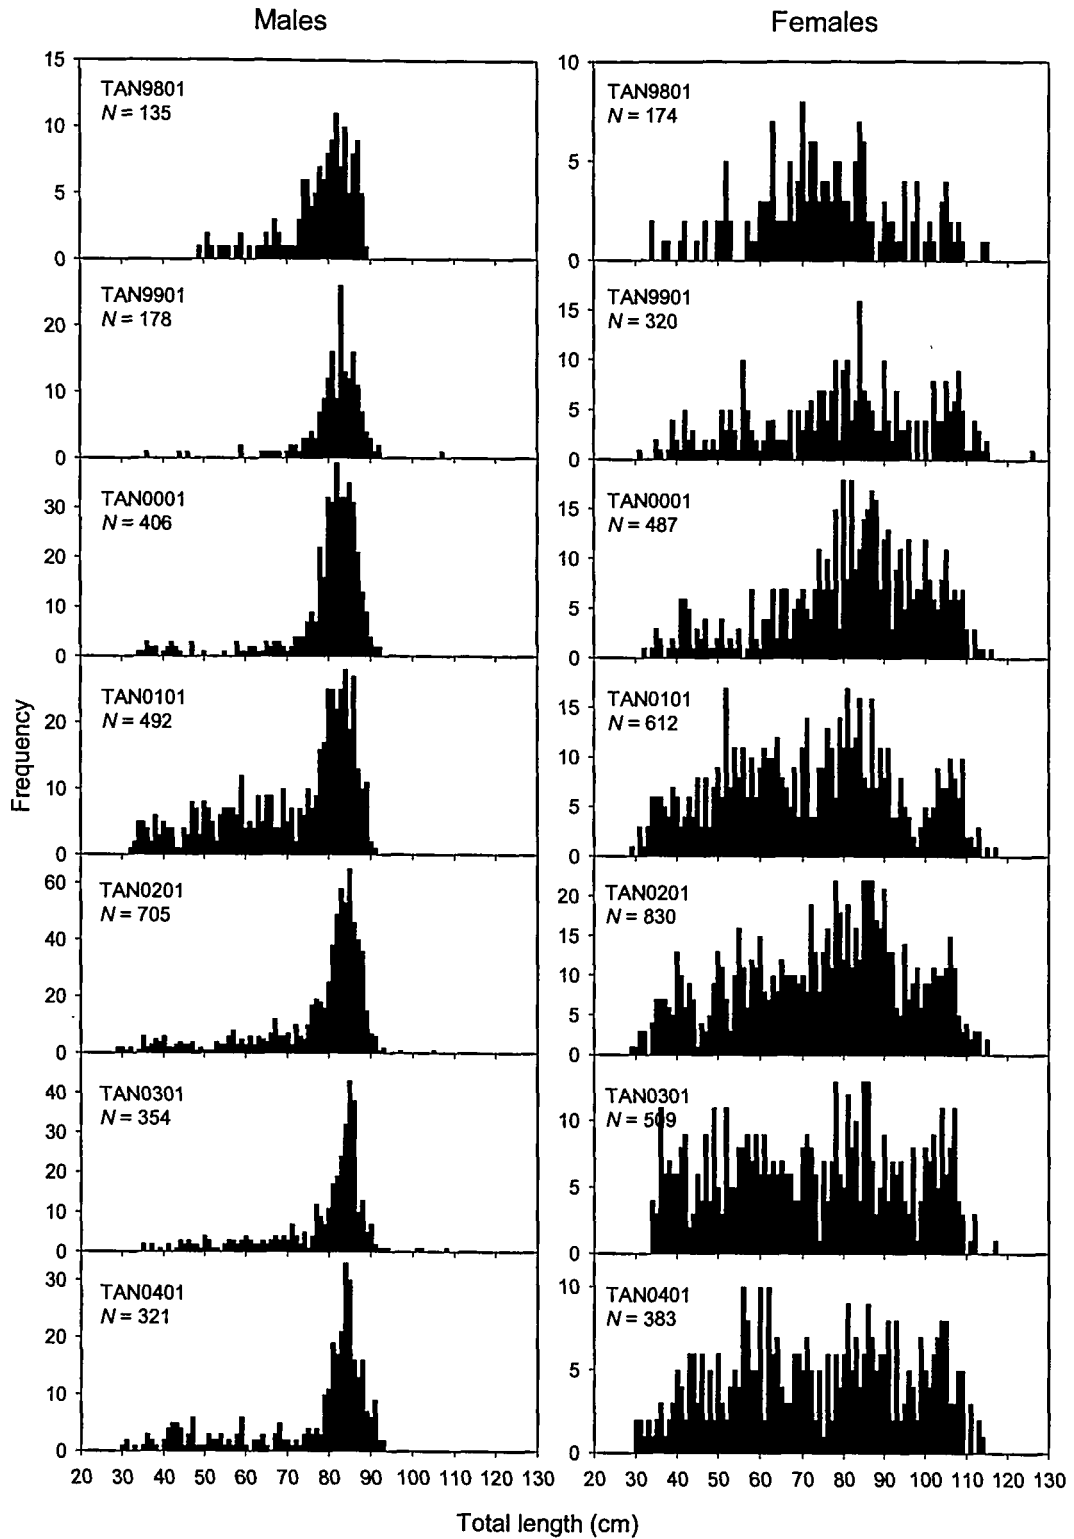 Males
Females
15
10
5
0
TAN9801
N = 135
10
5
0
TAN9801
N = 174
20
10
0
TAN9901
N = 178
15
10
5
0
TAN9901
N = 320
30
20
10
0
TAN0001
N = 406
15
10
5
0
TAN0001
N = 487
Frequency
20
10
0
TAN0101
N = 492
15
10
5
0
TAN0101
N = 612
60
40
20
0
TAN0201
N = 705
20
15
10
5
0
TAN0201
N = 830
40
30
20
10
0
TAN0301
N = 354
10
5
0
TAN0301
N = 509
30
20
10
0
TAN0401
N = 321
10
5
0
TAN0401
N = 383
20 30 40 50 60 70 80 90 100 110 120 130
20 30 40 50 60 70 80 90 100 110 120 130
Total length (cm)